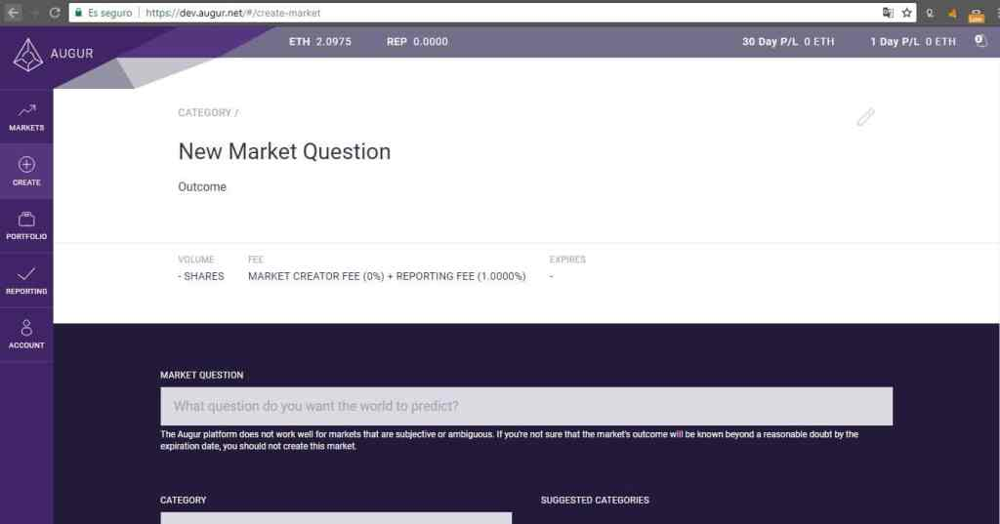 Es seguro https://dev.augur.net/#/create-market
AUGUR
ETH 2.0975 REP 0.0000 30 Day P/L 0 ETH 1 Day P/L 0 ETH
MARKETS
CREATE
PORTFOLIO
REPORTING
ACCOUNT
CATEGORY /
New Market Question
Outcome
VOLUME FEE EXPIRES
- SHARES MARKET CREATOR FEE (0%) + REPORTING FEE (1.0000%) -
MARKET QUESTION
What question do you want the world to predict?
The Augur platform does not work well for markets that are subjective or ambiguous. If you're not sure that the market's outcome will be known beyond a reasonable doubt by the
expiration date, you should not create this market.
CATEGORY SUGGESTED CATEGORIES